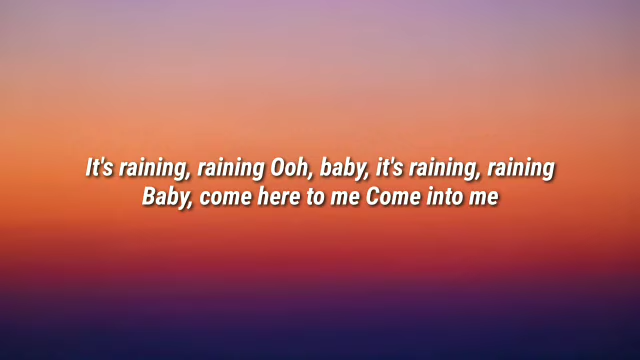 It's raining, raining Ooh, baby, it's raining, raining
Baby, come here to me Come into me